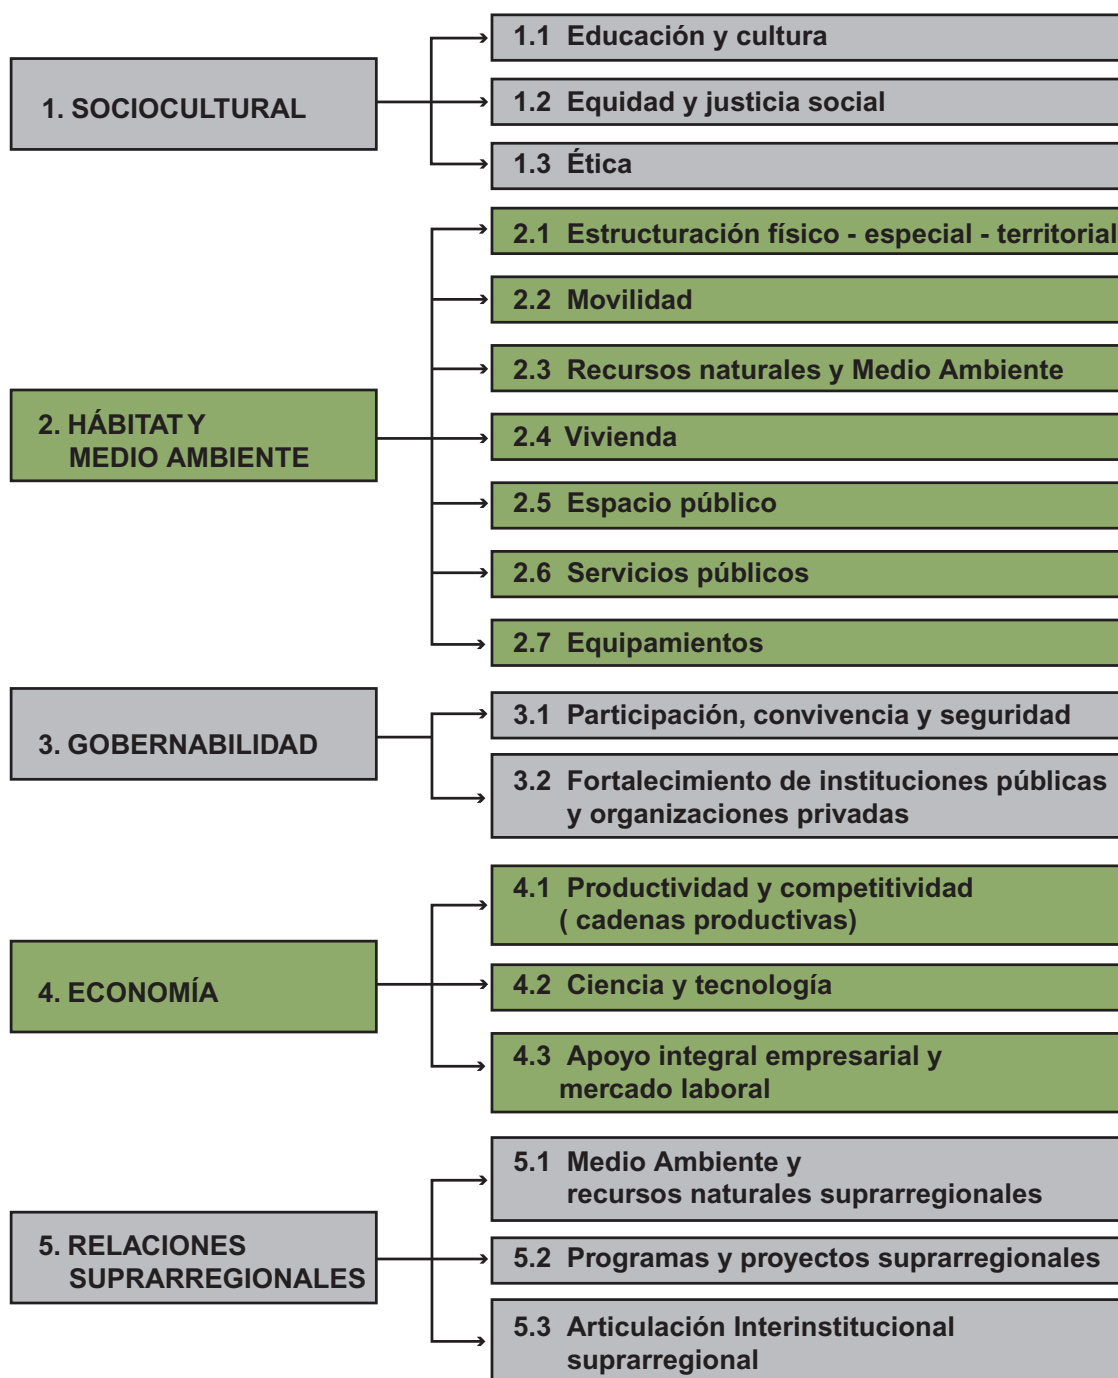 1. SOCIOCULTURAL
1.1 Educación y cultura
1.2 Equidad y justicia social
1.3 Ética
2. HÁBITAT Y
MEDIO AMBIENTE
2.1 Estructuración físico - especial - territorial
2.2 Movilidad
2.3 Recursos naturales y Medio Ambiente
2.4 Vivienda
2.5 Espacio público
2.6 Servicios públicos
2.7 Equipamientos
3. GOBERNABILIDAD
3.1 Participación, convivencia y seguridad
3.2 Fortalecimiento de instituciones públicas
y organizaciones privadas
4. ECONOMÍA
4.1 Productividad y competitividad
( cadenas productivas)
4.2 Ciencia y tecnología
4.3 Apoyo integral empresarial y
mercado laboral
5. RELACIONES
SUPRARREGIONALES
5.1 Medio Ambiente y
recursos naturales suprarregionales
5.2 Programas y proyectos suprarregionales
5.3 Articulación Interinstitucional
suprarregional